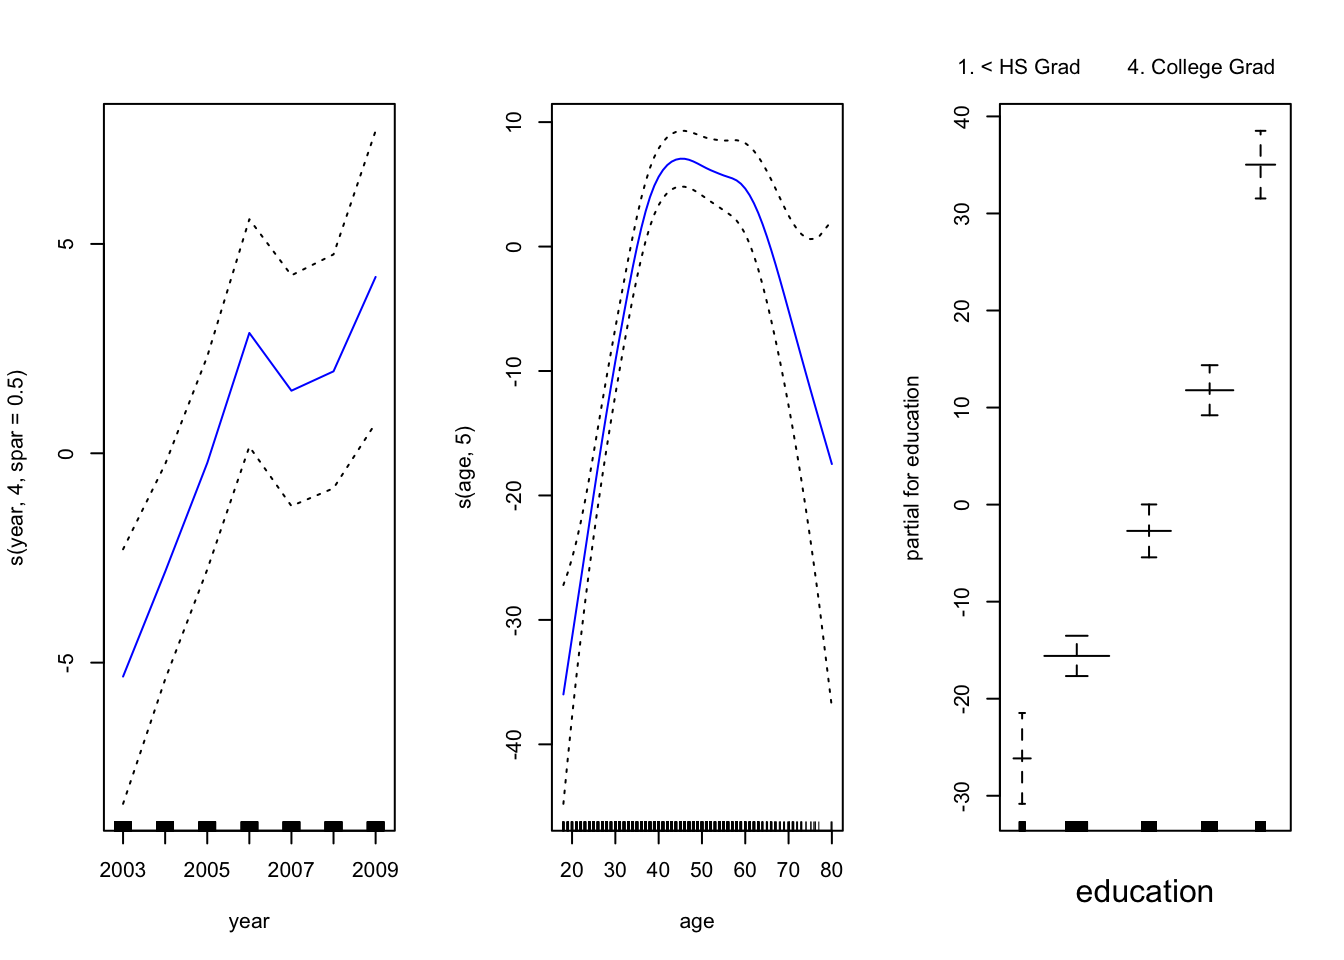 s(year, 4, spar = 0.5)
5
0
-5
2003 2005 2007 2009
year
s(age, 5)
10
0
-10
-20
-30
-40
20 30 40 50 60 70 80
age
1. < HS Grad 4. College Grad
partial for education
40
30
20
10
0
-10
-20
-30
education